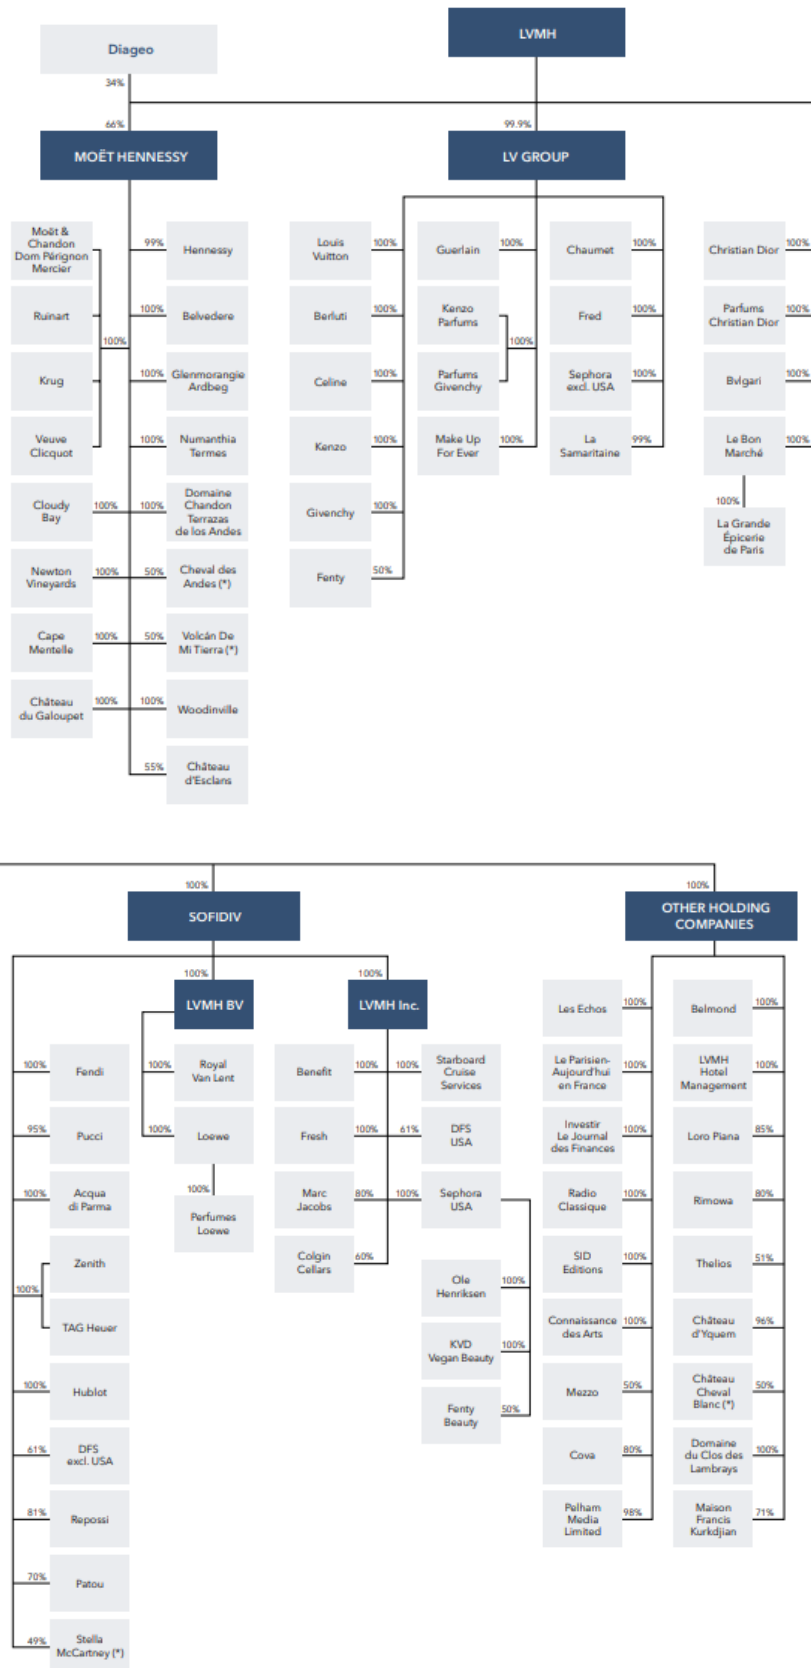 Diageo
LVMH
34%
66%
99.9%
MOËT HENNESSY
LV GROUP
Moët &
Chandon
Dom Pérignon
Mercier
99%
Hennessy
Ruinart
100%
Belvedere
100%
Krug
100%
Glenmorangie
Ardbeg
Veuve
Clicquot
100%
Numanthia
Termes
Cloudy
Bay
100%
100%
Domaine
Chandon
Terrazas
de los Andes
Newton
Vineyards
100%
50%
Cheval des
Andes (*)
Cape
Mentelle
100%
50%
Volcán De
Mi Tierra (*)
Château
du Galoupet
100%
100%
Woodinville
55%
Château
d'Esclans
Louis
Vuitton
100%
Berluti
100%
Celine
100%
Kenzo
100%
Givenchy
100%
Fenty
50%
Guerlain
100%
Kenzo
Parfums
100%
Parfums
Givenchy
Make Up
For Ever
100%
Chaumet
100%
Fred
100%
Sephora
excl. USA
100%
La
Samaritaine
99%
Christian Dior
100%
Parfums
Christian Dior
100%
Bvlgari
100%
Le Bon
Marché
100%
100%
La Grande
Épicerie
de Paris
100%
SOFIDIV
100%
OTHER HOLDING
COMPANIES
100%
LVMH BV
100%
LVMH Inc.
100%
Fendi
95%
Pucci
100%
Acqua
di Parma
Zenith
100%
TAG Heuer
100%
Hublot
61%
DFS
excl. USA
81%
Repossi
70%
Patou
49%
Stella
McCartney (*)
100%
Royal
Van Lent
100%
Loewe
100%
Perfumes
Loewe
Benefit
100%
100%
Starboard
Cruise
Services
Fresh
100%
61%
DFS
USA
Marc
Jacobs
80%
100%
Sephora
USA
Colgin
Cellars
60%
Ole
Henriksen
100%
KVD
Vegan Beauty
100%
Fenty
Beauty
50%
Les Echos
100%
Le Parisien-
Aujourd'hui
en France
100%
Investir
Le Journal
des Finances
100%
Radio
Classique
100%
SID
Editions
100%
Connaissance
des Arts
100%
Mezzo
50%
Cova
80%
Pelham
Media
Limited
98%
Belmond
100%
LVMH
Hotel
Management
100%
Loro Piana
85%
Rimowa
80%
Thelios
51%
Château
d'Yquem
96%
Château
Cheval
Blanc (*)
50%
Domaine
du Clos des
Lambrays
100%
Maison
Francis
Kurkdjian
71%